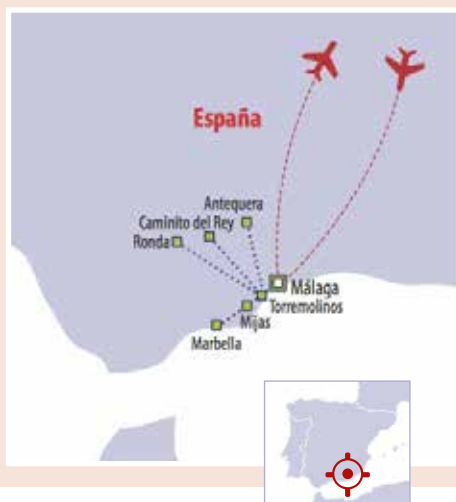 España
Antequera
Caminito del Rey
Ronda
Málaga
Torremolinos
Mijas
Marbella